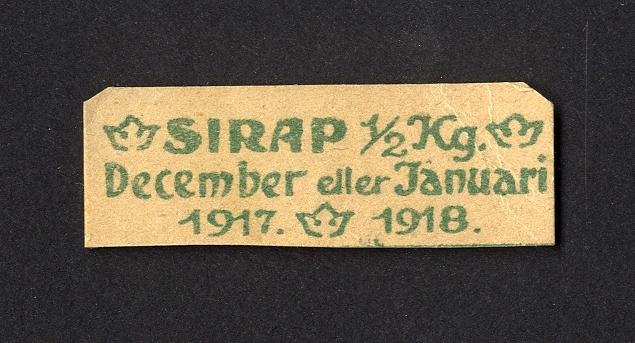 SIRAP 1/2 Kg.
December eller Januari
1917. 1918.